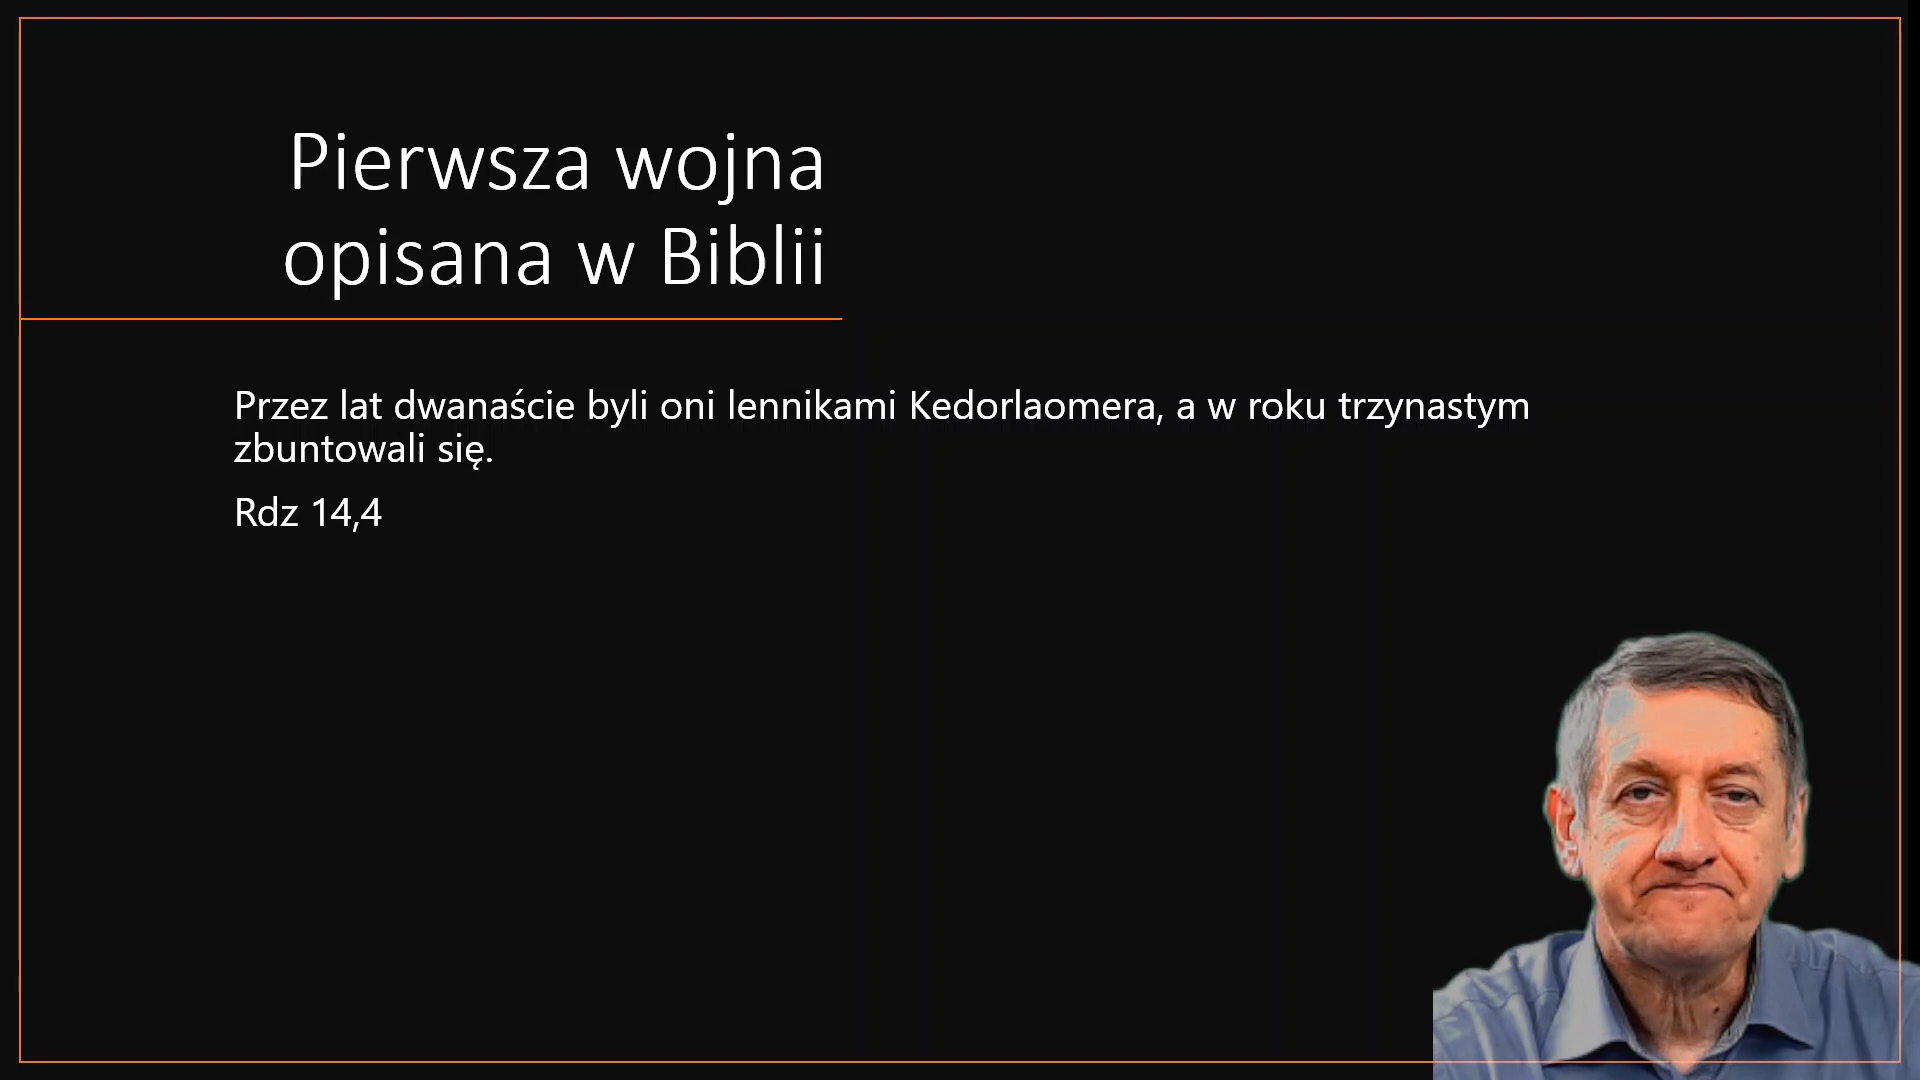 Pierwsza wojna
opisana w Biblii
Przez lat dwanaście byli oni lennikami Kedorlaomera, a w roku trzynastym
zbuntowali się.
Rdz 14,4